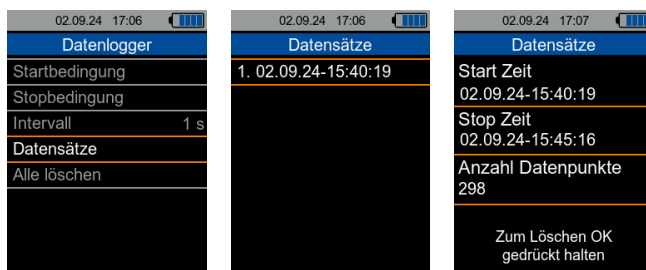 02.09.24 17:06
Datenlogger
Startbedingung
Stopbedingung
Intervall 1 s
Datensätze
Alle löschen
02.09.24 17:06
Datensätze
1. 02.09.24-15:40:19
02.09.24 17:07
Datensätze
Start Zeit
02.09.24-15:40:19
Stop Zeit
02.09.24-15:45:16
Anzahl Datenpunkte
298
Zum Löschen OK
gedrückt halten